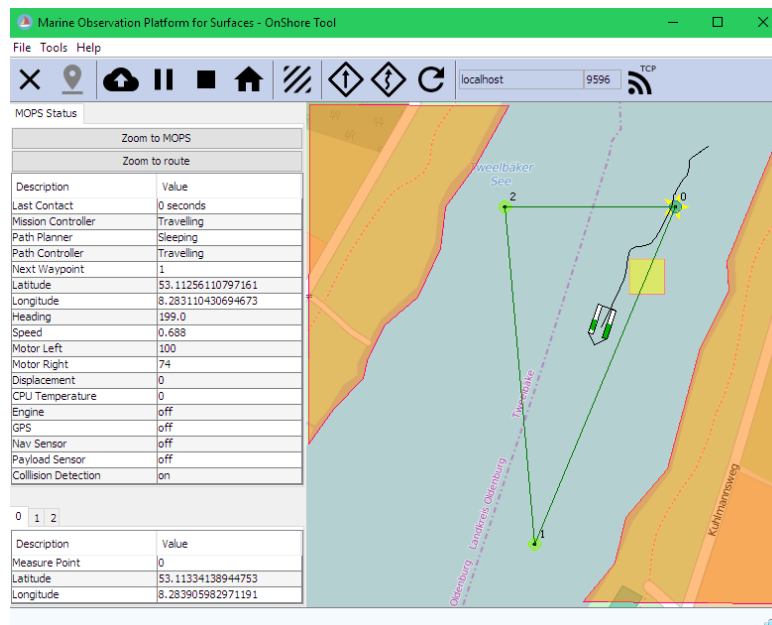 Marine Observation Platform for Surfaces - OnShore Tool
File Tools Help
localhost 9596 TCP
MOPS Status
Zoom to MOPS
Zoom to route
Description Value
Last Contact 0 seconds
Mission Controller Travelling
Path Planner Sleeping
Path Controller Travelling
Next Waypoint 1
Latitude 53.11256110797161
Longitude 8.283110430694673
Heading 199.0
Speed 0.688
Motor Left 100
Motor Right 74
Displacement 0
CPU Temperature 0
Engine off
GPS off
Nav Sensor off
Payload Sensor off
Colllision Detection on
0 1 2
Description Value
Measure Point 0
Latitude 53.11334138944753
Longitude 8.283905982971191
Tweelbäker
See
2
0
Tweelbäke
Landkreis Oldenburg
Oldenburg
1
Kuhlmannsweg